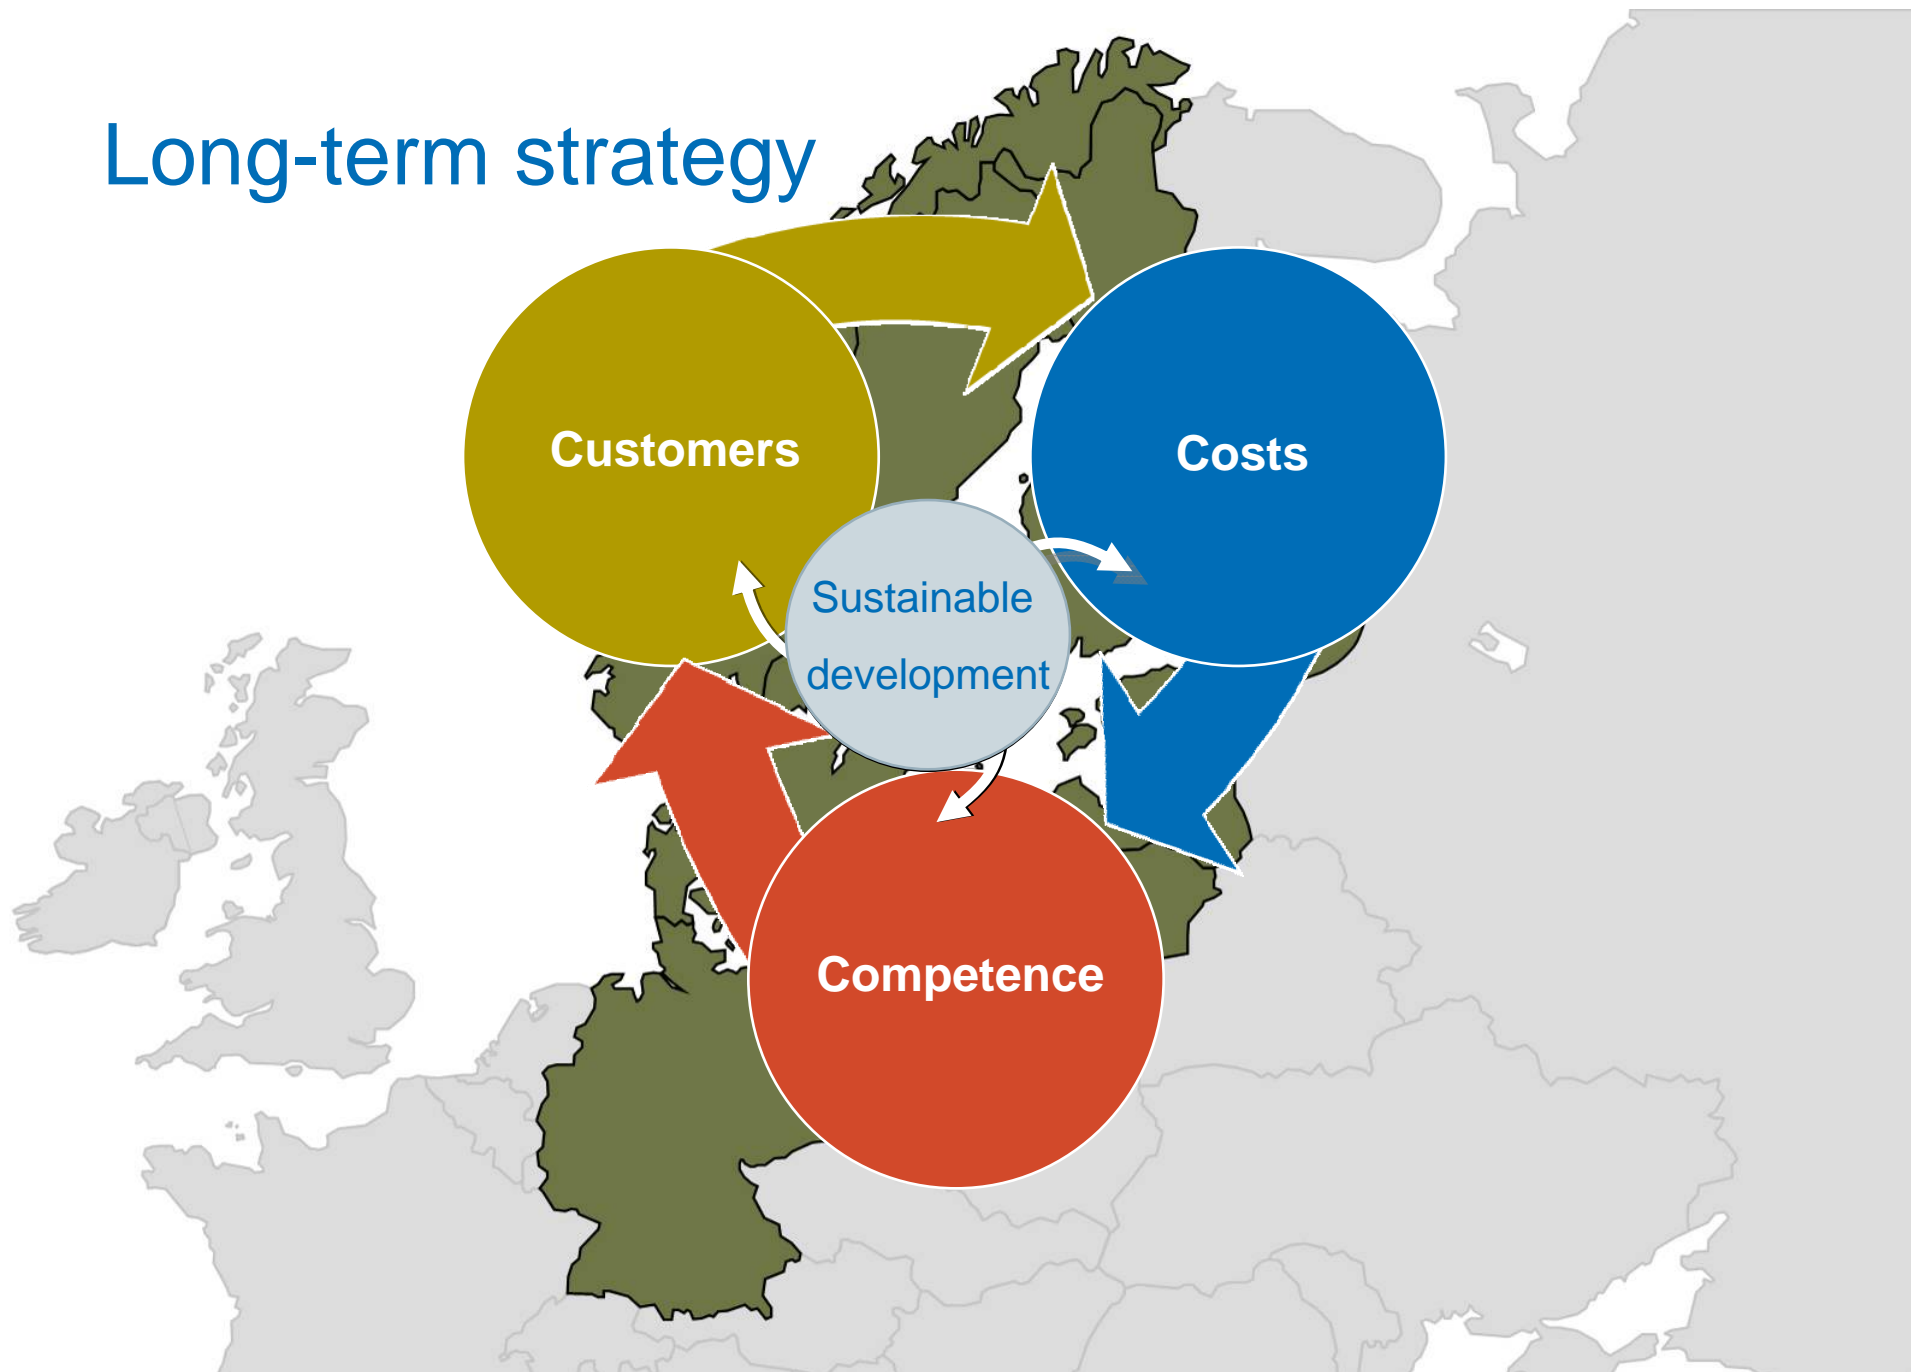 Long-term strategy
Customers
Costs
Sustainable
development
Competence